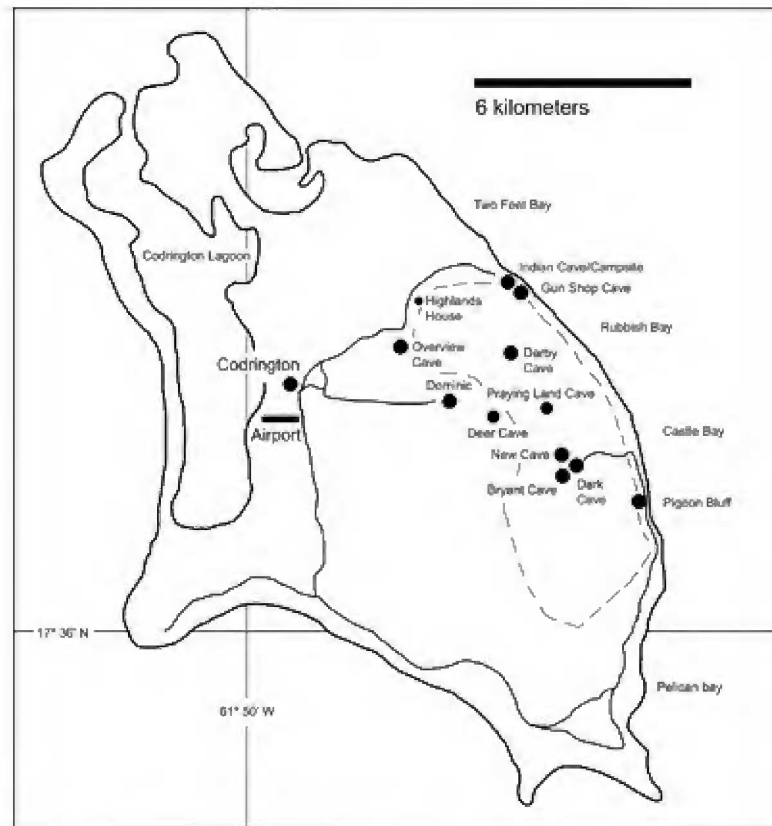 6 kilometers
Two Feet Bay
Codrington Lagoon
Indian Cave/Campsite
Gun Shop Cave
Highlands
House
Rubbish Bay
Overview
Cave
Darby
Cave
Codrington
Dominic
Praying Land Cave
Airport
Deer Cave
Castle Bay
New Cave
Bryant Cave
Dark
Cave
Pigeon Bluff
17° 36' N
Pelican bay
61° 50' W